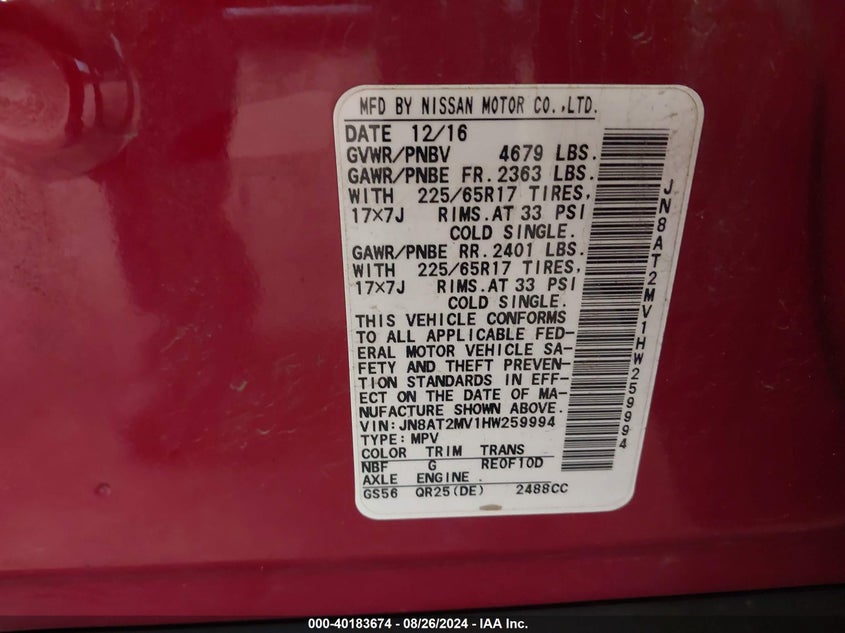 MFD BY NISSAN MOTOR CO.,LTD.
DATE 12/16
GVWR/PNBV 4679 LBS.
GAWR/PNBE FR. 2363 LBS.
WITH 225/65R17 TIRES,
17×7J RIMS.AT 33 PSI
COLD SINGLE.
GAWR/PNBE RR. 2401 LBS.
WITH 225/65R17 TIRES,
17×7J RIMS.AT 33 PSI
COLD SINGLE.
THIS VEHICLE CONFORMS
TO ALL APPLICABLE FED-
ERAL MOTOR VEHICLE SA-
FETY AND THEFT PREVEN-
TION STANDARDS IN EFF-
ECT ON THE DATE OF MA-
NUFACTURE SHOWN ABOVE.
VIN:JN8AT2MV1HW259994
TYPE:MPV
COLOR TRIM TRANS
NBF G RE0F10D
AXLE ENGINE
GS56 QR25(DE) 2488CC
JN8AT2MV1HW259994
000-40183674 - 08/26/2024 - IAA Inc.